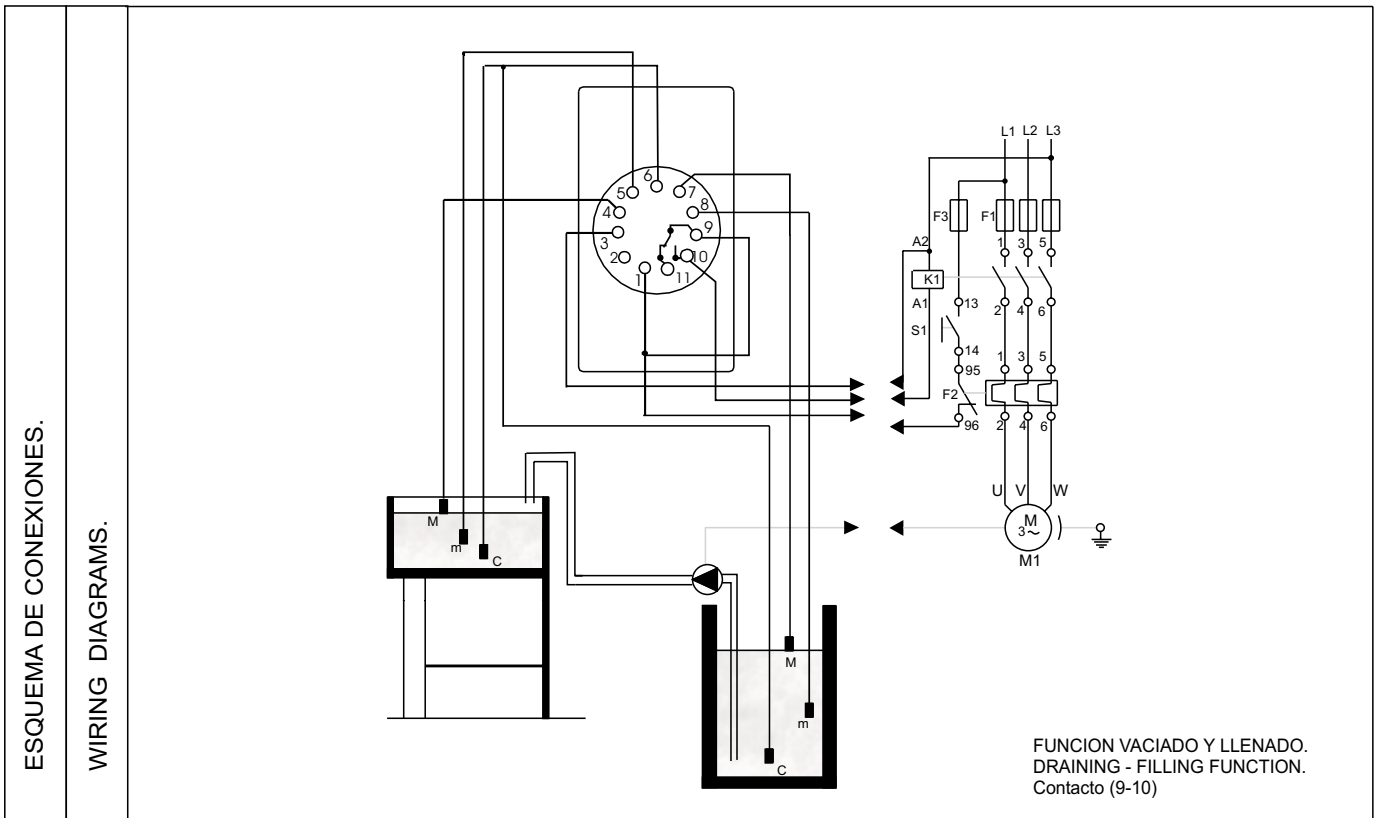 ESQUEMA DE CONEXIONES.
WIRING DIAGRAMS.
L1 L2 L3
6
5 7
4 8
3 9
2 10
1 11
F3 F1
A2 1 3 5
K1
A1 13 2 4 6
S1
14 1 3 5
95
F2
96 2 4 6
U V W
M
3~
M1
M
m
C
M
m
C
FUNCION VACIADO Y LLENADO.
DRAINING - FILLING FUNCTION.
Contacto (9-10)